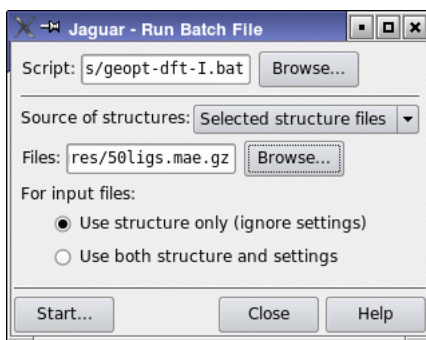 Jaguar - Run Batch File
Script: s/geopt-dft-I.bat Browse...
Source of structures: Selected structure files
Files: res/50ligs.mae.gz Browse...
For input files:
Use structure only (ignore settings)
Use both structure and settings
Start... Close Help